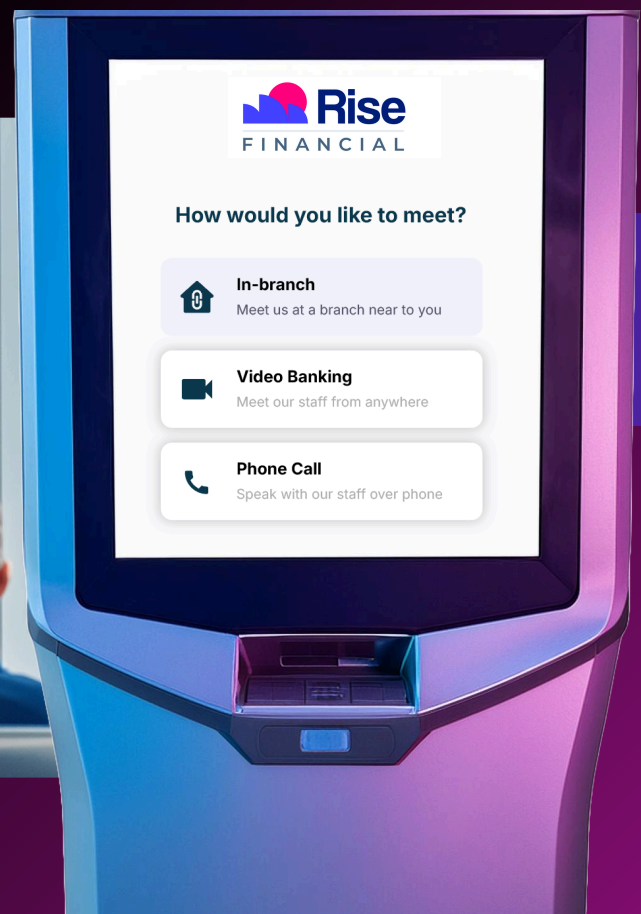 Rise
FINANCIAL
How would you like to meet?
In-branch
Meet us at a branch near to you
Video Banking
Meet our staff from anywhere
Phone Call
Speak with our staff over phone